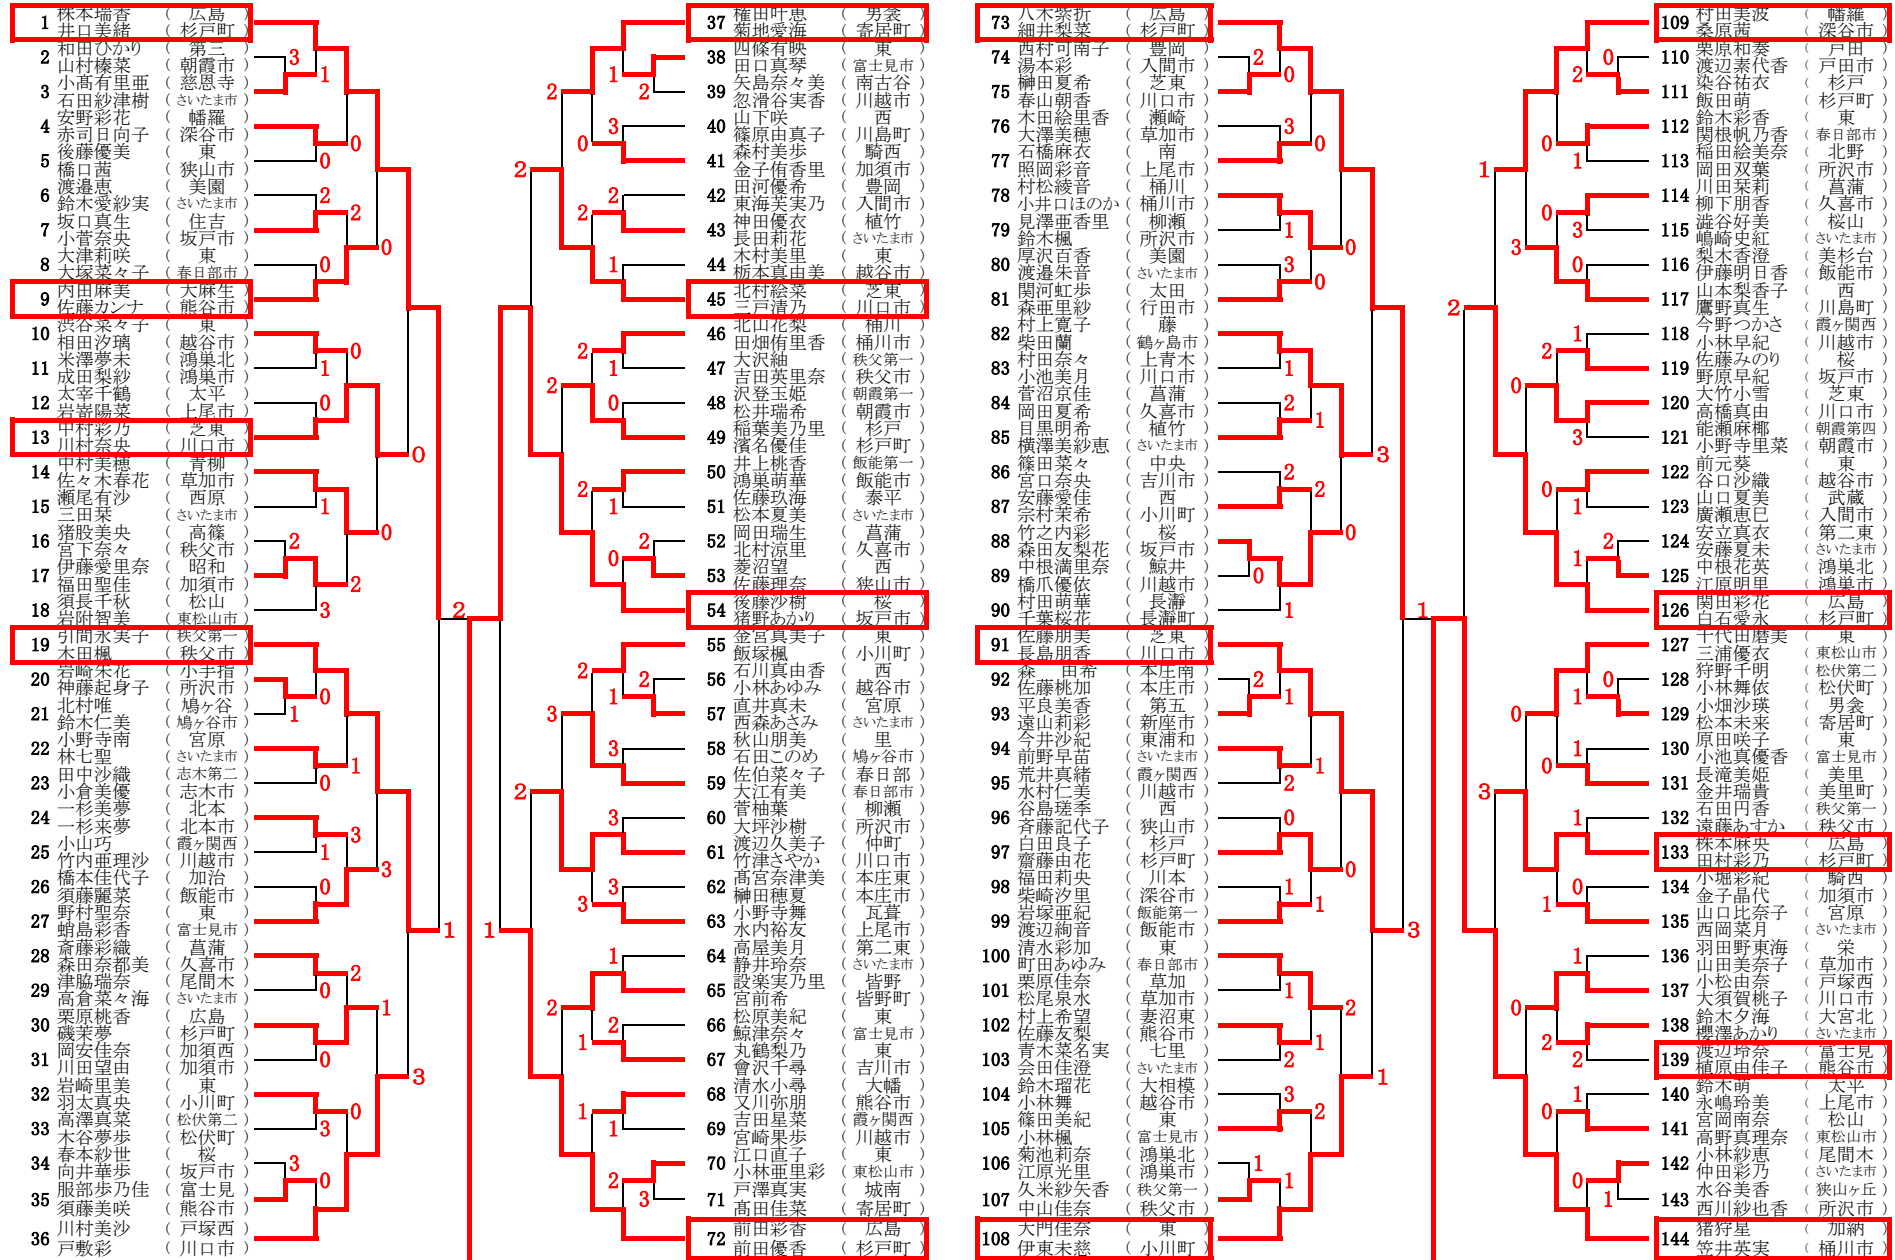 1 株本瑞香 ( 広島 )
井口美緒 ( 杉戸町 )
2 和田ひかり ( 第三 )
山村榛菜 ( 朝霞市 )
3 小髙有里亜 ( 慈恩寺 )
石田紗津樹 ( さいたま市 )
4 安野彩花 ( 幡羅 )
赤司日向子 ( 深谷市 )
5 後藤優美 ( 東 )
橋口茜 ( 狭山市 )
6 渡邉恵 ( 美園 )
鈴木愛紗実 ( さいたま市 )
7 坂口真生 ( 住吉 )
小菅奈央 ( 坂戸市 )
8 大津莉咲 ( 東 )
大塚菜々子 ( 春日部市 )
9 内田麻美 ( 大麻生 )
佐藤カンナ ( 熊谷市 )
10 渋谷菜々子 ( 東 )
相田汐璃 ( 越谷市 )
11 米澤夢未 ( 鴻巣北 )
成田梨紗 ( 鴻巣市 )
12 太宰千鶴 ( 太平 )
岩嵜陽菜 ( 上尾市 )
13 中村彩乃 ( 芝東 )
川村奈央 ( 川口市 )
14 中村美穂 ( 青柳 )
佐々木春花 ( 草加市 )
15 瀬尾有沙 ( 西原 )
三田栞 ( さいたま市 )
16 猪股美央 ( 高篠 )
宮下奈々 ( 秩父市 )
17 伊藤愛里奈 ( 昭和 )
福田聖佳 ( 加須市 )
18 須長千秋 ( 松山 )
岩附智美 ( 東松山市 )
19 引間永実子 ( 秩父第一 )
木田楓 ( 秩父市 )
20 岩崎朱花 ( 小手指 )
神藤起身子 ( 所沢市 )
21 北村唯 ( 鳩ヶ谷 )
鈴木仁美 ( 鳩ヶ谷市 )
22 小野寺南 ( 宮原 )
林七聖 ( さいたま市 )
23 田中沙織 ( 志木第二 )
小倉美優 ( 志木市 )
24 一杉美夢 ( 北本 )
一杉来夢 ( 北本市 )
25 小山巧 ( 霞ヶ関西 )
竹内亜理沙 ( 川越市 )
26 橋本佳代子 ( 加治 )
須藤麗菜 ( 飯能市 )
27 野村聖奈 ( 東 )
蛸島彩香 ( 富士見市 )
28 斎藤彩織 ( 菖蒲 )
森田奈都美 ( 久喜市 )
29 津脇瑞奈 ( 尾間木 )
高倉菜々海 ( さいたま市 )
30 栗原桃香 ( 広島 )
磯茉夢 ( 杉戸町 )
31 岡安佳奈 ( 加須西 )
川田望由 ( 加須市 )
32 岩崎里美 ( 東 )
羽太真央 ( 小川町 )
33 高澤真菜 ( 松伏第二 )
木谷夢歩 ( 松伏町 )
34 春本紗世 ( 桜 )
向井華歩 ( 坂戸市 )
35 服部歩乃佳 ( 富士見 )
須藤美咲 ( 熊谷市 )
36 川村美沙 ( 戸塚西 )
戸敷彩 ( 川口市 )
3 1 0 0 2 2 0 0
0 1 0 0 1 0 2 2 3
0 1 0 1 0 3 1 3 0
2 0 1 0 3 0 3 3 0
2 1
37 権田叶恵 ( 男衾 )
菊地愛海 ( 寄居町 )
38 四條有映 ( 東 )
田口真琴 ( 富士見市 )
39 矢島奈々美 ( 南古谷 )
忍滑谷実香 ( 川越市 )
40 山下咲 ( 西 )
篠原由真子 ( 川島町 )
41 森村美歩 ( 騎西 )
金子侑香里 ( 加須市 )
42 田河優希 ( 豊岡 )
東海芙実乃 ( 入間市 )
43 神田優衣 ( 植竹 )
長田莉花 ( さいたま市 )
44 木村美里 ( 東 )
栃本真由美 ( 越谷市 )
45 北村絵菜 ( 芝東 )
三戸清乃 ( 川口市 )
46 北山花梨 ( 桶川 )
田畑侑里香 ( 桶川市 )
47 大沢紬 ( 秩父第一 )
吉田英里奈 ( 秩父市 )
48 沢登玉姫 ( 朝霞第一 )
松井瑞希 ( 朝霞市 )
49 稲葉美乃里 ( 杉戸 )
濱名優佳 ( 杉戸町 )
50 井上桃香 ( 飯能第一 )
鴻巣萌華 ( 飯能市 )
51 佐藤玖海 ( 泰平 )
松本夏美 ( さいたま市 )
52 岡田瑞生 ( 菖蒲 )
北村涼里 ( 久喜市 )
53 菱沼望 ( 西 )
佐藤理奈 ( 狭山市 )
54 後藤沙樹 ( 桜 )
猪野あかり ( 坂戸市 )
55 金宮真美子 ( 東 )
飯塚楓 ( 小川町 )
56 石川真由香 ( 西 )
小林あゆみ ( 越谷市 )
57 直井真未 ( 宮原 )
西森あさみ ( さいたま市 )
58 秋山朋美 ( 里 )
石田このめ ( 鳩ヶ谷市 )
59 佐伯菜々子 ( 春日部 )
大江有美 ( 春日部市 )
60 菅柚葉 ( 柳瀬 )
大坪沙樹 ( 所沢市 )
61 渡辺久美子 ( 仲町 )
竹津さやか ( 川口市 )
62 髙宮奈津美 ( 本庄東 )
榊田穂夏 ( 本庄市 )
63 小野寺舞 ( 瓦葺 )
水内裕友 ( 上尾市 )
64 高屋美月 ( 第二東 )
静井玲奈 ( さいたま市 )
65 設楽実乃里 ( 皆野 )
宮前希 ( 皆野町 )
66 松原美紀 ( 東 )
鯨津奈々 ( 富士見市 )
67 丸鶴梨乃 ( 東 )
會沢千尋 ( 吉川市 )
68 清水小尋 ( 大幡 )
又川弥朋 ( 熊谷市 )
69 吉田星菜 ( 霞ヶ関西 )
宮崎果歩 ( 川越市 )
70 江口直子 ( 東 )
小林亜里彩 ( 東松山市 )
71 戸澤真実 ( 城南 )
髙田佳菜 ( 寄居町 )
72 前田彩香 ( 広島 )
前田優香 ( 杉戸町 )
1 2 2 3 0 2 2 2 2 1
2 1 2 0 2 2 1 2 0
2 2 1 3 3 2 3 3 3
1 2 2 1 1 1 2 3
1
73 八木紫折 ( 広島 )
細井梨菜 ( 杉戸町 )
74 西村可南子 ( 豊岡 )
湯本彩 ( 入間市 )
75 榊田夏希 ( 芝東 )
春山朝香 ( 川口市 )
76 木田絵里香 ( 瀬崎 )
大澤美穂 ( 草加市 )
77 石橋麻衣 ( 南 )
照岡彩音 ( 上尾市 )
78 村松綾音 ( 桶川 )
小井口ほのか ( 桶川市 )
79 見澤亜香里 ( 柳瀬 )
鈴木楓 ( 所沢市 )
80 厚沢百香 ( 美園 )
渡邉朱音 ( さいたま市 )
81 関河虹歩 ( 太田 )
森亜里紗 ( 行田市 )
82 村上寛子 ( 藤 )
柴田蘭 ( 鶴ヶ島市 )
83 村田奈々 ( 上青木 )
小池美月 ( 川口市 )
84 菅沼京佳 ( 菖蒲 )
岡田夏希 ( 久喜市 )
85 目黒明希 ( 植竹 )
横澤美紗恵 ( さいたま市 )
86 篠田菜々 ( 中央 )
宮口奈央 ( 吉川市 )
87 安藤愛佳 ( 西 )
宗村茉希 ( 小川町 )
88 竹之内彩 ( 桜 )
森田友梨花 ( 坂戸市 )
89 中根満里奈 ( 鯨井 )
橋爪優依 ( 川越市 )
90 村田萌華 ( 長瀞 )
千葉桜花 ( 長瀞町 )
91 佐藤朋美 ( 芝東 )
長島朋香 ( 川口市 )
92 森 由希 ( 本庄南 )
佐藤桃加 ( 本庄市 )
93 平良美香 ( 第五 )
遠山莉彩 ( 新座市 )
94 今井沙紀 ( 東浦和 )
前野早苗 ( さいたま市 )
95 荒井真緒 ( 霞ヶ関西 )
水村仁美 ( 川越市 )
96 谷島瑳季 ( 西 )
斉藤記代子 ( 狭山市 )
97 白田良子 ( 杉戸 )
齋藤由花 ( 杉戸町 )
98 福田莉央 ( 川本 )
柴崎汐里 ( 深谷市 )
99 岩塚亜紀 ( 飯能第一 )
渡辺絢音 ( 飯能市 )
100 清水彩加 ( 東 )
町田あゆみ ( 春日部市 )
101 栗原佳奈 ( 草加 )
松尾泉水 ( 草加市 )
102 村上希望 ( 妻沼東 )
佐藤友梨 ( 熊谷市 )
103 青木菜名実 ( 七里 )
会田佳澄 ( さいたま市 )
104 鈴木瑠花 ( 大相模 )
小林舞 ( 越谷市 )
105 篠田美紀 ( 東 )
小林楓 ( 富士見市 )
106 菊池莉奈 ( 鴻巣北 )
江原光里 ( 鴻巣市 )
107 久米紗矢香 ( 秩父第一 )
中山佳奈 ( 秩父市 )
108 大門佳奈 ( 東 )
伊東未慈 ( 小川町 )
2 0 3 0 1 0 3 0
1 2 1 3 2 2 0 0 1
1 2 1 1 2 0 0 1 1 3
1 2 2 1 1 3 2 1 1
109 村田美波 ( 幡羅 )
桑原茜 ( 深谷市 )
110 栗原和奏 ( 戸田 )
渡辺素代香 ( 戸田市 )
111 染谷祐衣 ( 杉戸 )
飯田萌 ( 杉戸町 )
112 鈴木彩香 ( 東 )
関根帆乃香 ( 春日部市 )
113 稲田絵美奈 ( 北野 )
岡田双葉 ( 所沢市 )
114 川田栞莉 ( 菖蒲 )
柳下朋香 ( 久喜市 )
115 澁谷好美 ( 桜山 )
嶋崎史紅 ( さいたま市 )
116 梨木香澄 ( 美杉台 )
伊藤明日香 ( 飯能市 )
117 山本梨香子 ( 西 )
鷹野真生 ( 川島町 )
118 今野つかさ ( 霞ヶ関西 )
小林早紀 ( 川越市 )
119 佐藤みのり ( 桜 )
野原早紀 ( 坂戸市 )
120 大竹小雪 ( 芝東 )
高橋真由 ( 川口市 )
121 能瀬麻椰 ( 朝霞第四 )
小野寺里菜 ( 朝霞市 )
122 前元葵 ( 東 )
谷口沙織 ( 越谷市 )
123 山口夏美 ( 武蔵 )
廣瀬恵巳 ( 入間市 )
124 安立真衣 ( 第二東 )
安藤夏未 ( さいたま市 )
125 中根花英 ( 鴻巣北 )
江原明里 ( 鴻巣市 )
126 関田彩花 ( 広島 )
白石愛永 ( 杉戸町 )
127 千代田磨美 ( 東 )
三浦優衣 ( 東松山市 )
128 狩野千明 ( 松伏第二 )
小林舞依 ( 松伏町 )
129 小畑沙瑛 ( 男衾 )
松本未来 ( 寄居町 )
130 原田咲子 ( 東 )
小池真優香 ( 富士見市 )
131 長滝美姫 ( 美里 )
金井瑞貴 ( 美里町 )
132 石田円香 ( 秩父第一 )
遠藤あすか ( 秩父市 )
133 株本麻央 ( 広島 )
田村彩乃 ( 杉戸町 )
134 小堀彩紀 ( 騎西 )
金子晶代 ( 加須市 )
135 山口比奈子 ( 宮原 )
西岡菜月 ( さいたま市 )
136 羽田野東海 ( 栄 )
山田美奈子 ( 草加市 )
137 小松由奈 ( 戸塚西 )
大須賀桃子 ( 川口市 )
138 鈴木夕海 ( 大宮北 )
櫻澤あかり ( さいたま市 )
139 渡辺玲奈 ( 富士見 )
植原由佳子 ( 熊谷市 )
140 鈴木萌 ( 太平 )
永嶋玲美 ( 上尾市 )
141 宮岡南奈 ( 松山 )
高野真理奈 ( 東松山市 )
142 小林紗恵 ( 尾間木 )
仲田彩乃 ( さいたま市 )
143 水谷美香 ( 狭山ヶ丘 )
西川紗也香 ( 所沢市 )
144 猪狩星 ( 加納 )
笠井英実 ( 桶川市 )
0 2 0 1 1 0 3 3 0
2 1 2 0 3 0 1 2 1
0 1 0 1 0 3 1 0 1
1 0 2 2 1 0 0 1